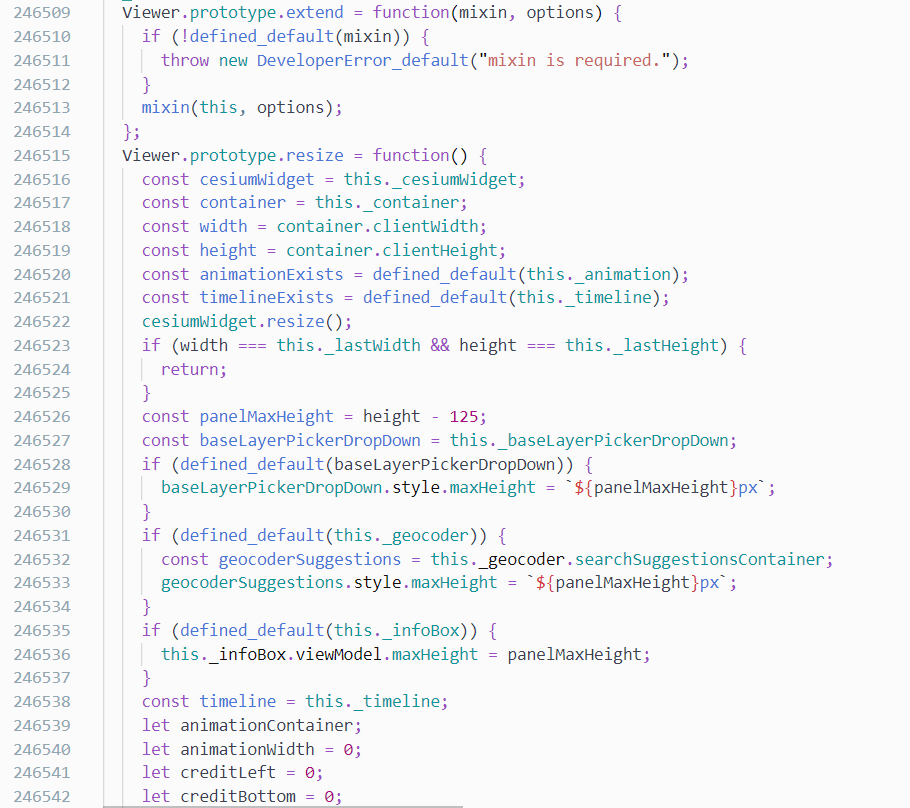 246509 Viewer.prototype.extend = function(mixin, options) {
246510 if (!defined_default(mixin)) {
246511 throw new DeveloperError_default("mixin is required.");
246512 }
246513 mixin(this, options);
246514 };
246515 Viewer.prototype.resize = function() {
246516 const cesiumWidget = this._cesiumWidget;
246517 const container = this._container;
246518 const width = container.clientWidth;
246519 const height = container.clientHeight;
246520 const animationExists = defined_default(this._animation);
246521 const timelineExists = defined_default(this._timeline);
246522 cesiumWidget.resize();
246523 if (width === this._lastWidth && height === this._lastHeight) {
246524 return;
246525 }
246526 const panelMaxHeight = height - 125;
246527 const baseLayerPickerDropDown = this._baseLayerPickerDropDown;
246528 if (defined_default(baseLayerPickerDropDown)) {
246529 baseLayerPickerDropDown.style.maxHeight = `${panelMaxHeight}px`;
246530 }
246531 if (defined_default(this._geocoder)) {
246532 const geocoderSuggestions = this._geocoder.searchSuggestionsContainer;
246533 geocoderSuggestions.style.maxHeight = `${panelMaxHeight}px`;
246534 }
246535 if (defined_default(this._infoBox)) {
246536 this._infoBox.viewModel.maxHeight = panelMaxHeight;
246537 }
246538 const timeline = this._timeline;
246539 let animationContainer;
246540 let animationWidth = 0;
246541 let creditLeft = 0;
246542 let creditBottom = 0;